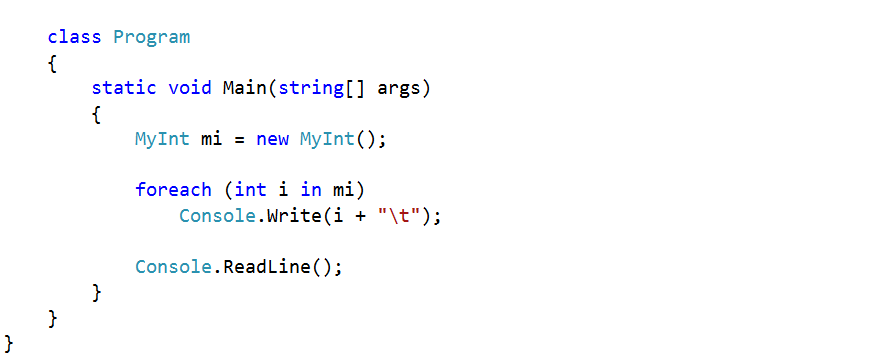 class Program
{
static void Main(string[] args)
{
MyInt mi = new MyInt();
foreach (int i in mi)
Console.Write(i + "\t");
Console.ReadLine();
}
}
}